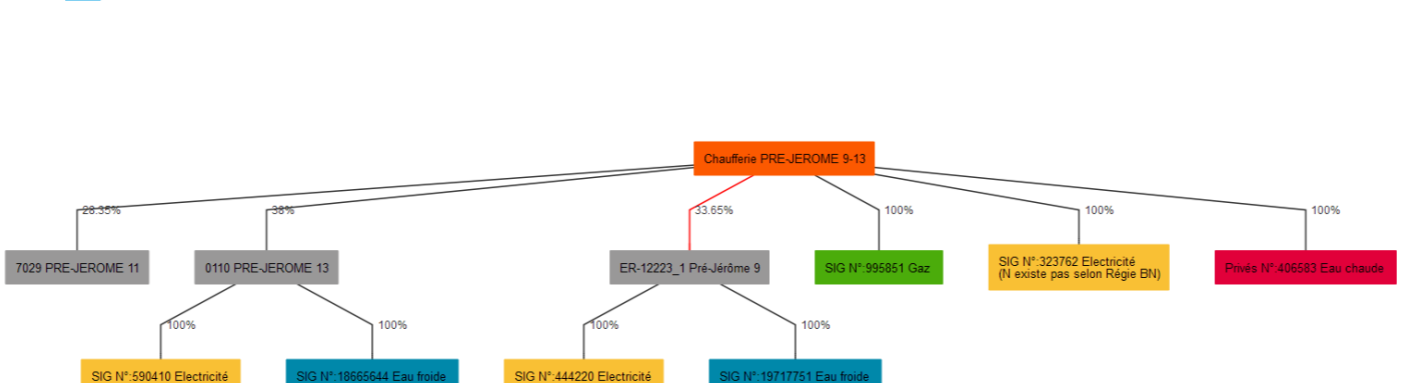 Chaufferie PRE-JEROME 9-13
28.35%
38%
33.65%
100%
100%
100%
7029 PRE-JEROME 11
0110 PRE-JEROME 13
ER-12223_1 Pré-Jérôme 9
SIG N°:995851 Gaz
SIG N°:323762 Electricité
(N existe pas selon Régie BN)
Privés N°:406583 Eau chaude
100%
100%
100%
100%
SIG N°:590410 Electricité
SIG N°:18665644 Eau froide
SIG N°:444220 Electricité
SIG N°:19717751 Eau froide